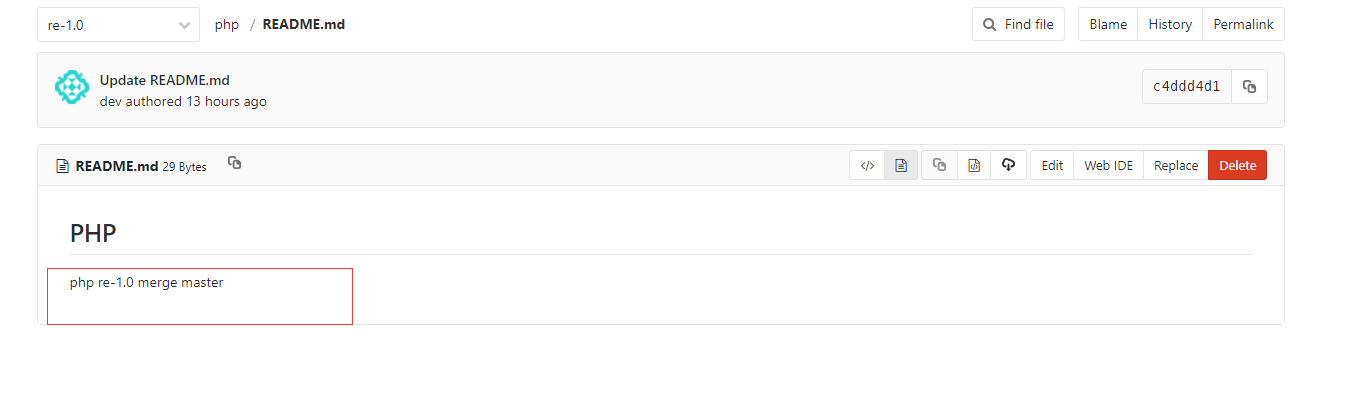 re-1.0
php / README.md
Find file
Blame
History
Permalink
Update README.md
dev authored 13 hours ago
c4ddd4d1
README.md 29 Bytes
</>
Edit
Web IDE
Replace
Delete
PHP
php re-1.0 merge master